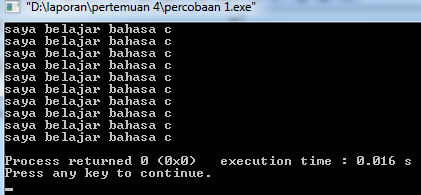 "D:\laporan\pertemuan 4\percobaan 1.exe"
saya belajar bahasa c
saya belajar bahasa c
saya belajar bahasa c
saya belajar bahasa c
saya belajar bahasa c
saya belajar bahasa c
saya belajar bahasa c
saya belajar bahasa c
saya belajar bahasa c
saya belajar bahasa c
Process returned 0 (0x0)   execution time : 0.016 s
Press any key to continue.